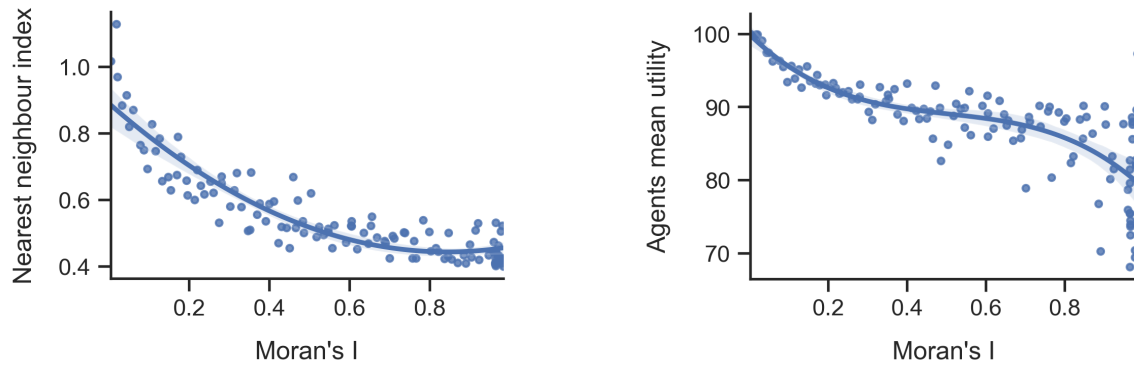 Nearest neighbour index
1.0
0.8
0.6
0.4
0.2 0.4 0.6 0.8
Moran's I
Agents mean utility
100
90
80
70
0.2 0.4 0.6 0.8
Moran's I